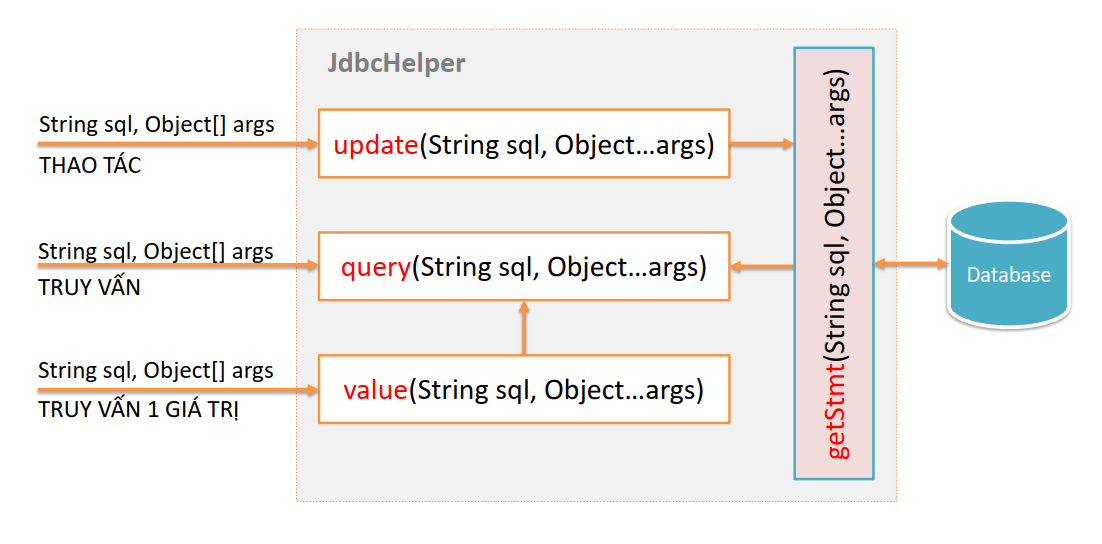 JdbcHelper
String sql, Object[] args
THAO TÁC
update(String sql, Object...args)
String sql, Object[] args
TRUY VẤN
query(String sql, Object...args)
String sql, Object[] args
TRUY VẤN 1 GIÁ TRỊ
value(String sql, Object...args)
getStmt(String sql, Object...args)
Database